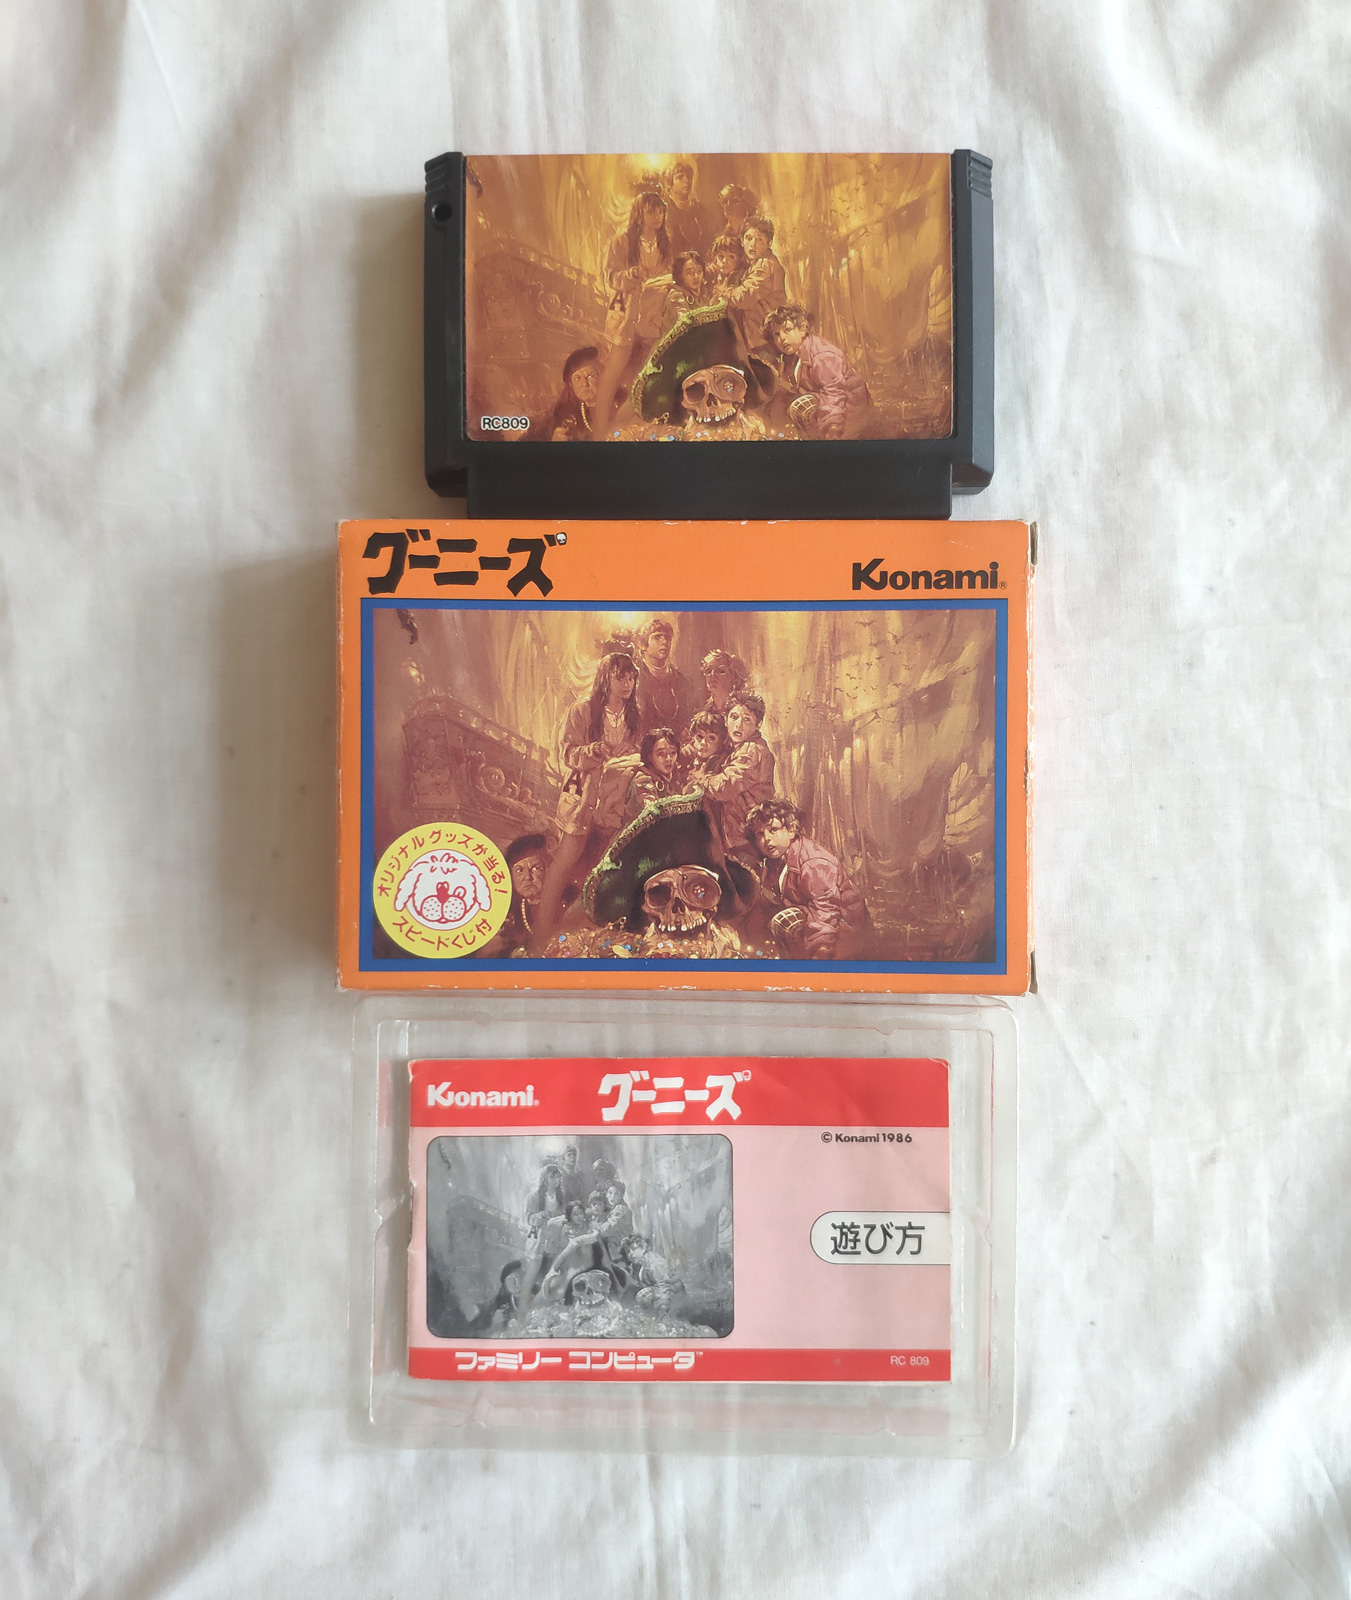 RC809
グーニーズ
Konami®
オリジナルグッズが当る!
スピードくじ付
Konami®
グーニーズ
© Konami 1986
遊び方
ファミリー コンピュータ™
RC 809